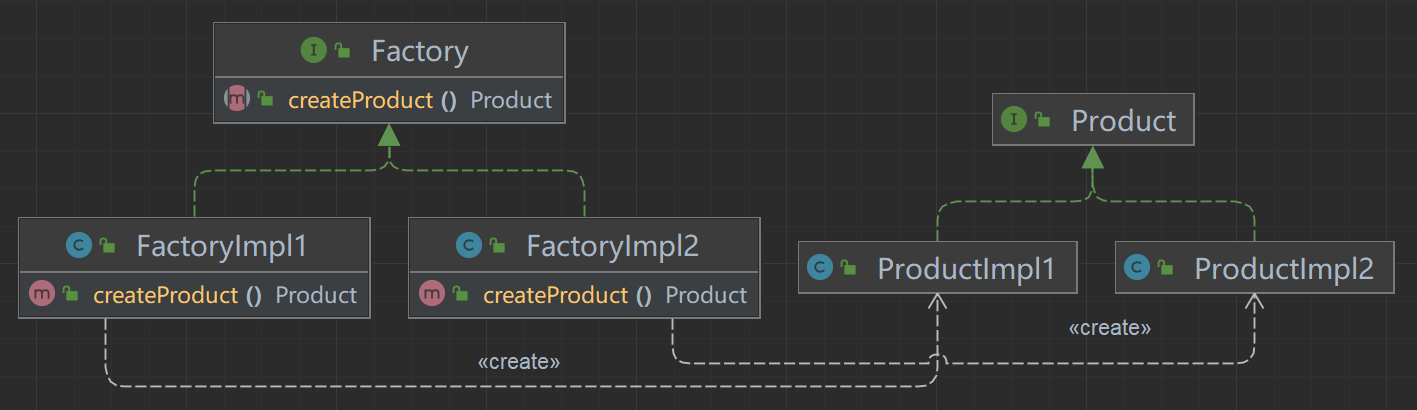 I Factory
m createProduct () Product
I Product
C FactoryImpl1
m createProduct () Product
C FactoryImpl2
m createProduct () Product
C ProductImpl1
C ProductImpl2
«create»
«create»